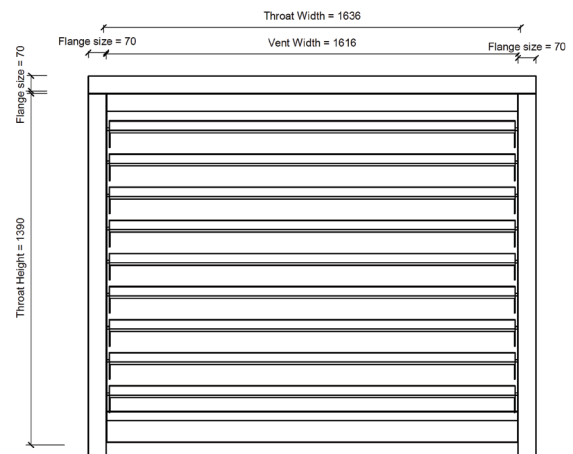 Throat Width = 1636
Flange size = 70
Vent Width = 1616
Flange size = 70
Flange size = 70
Throat Height = 1390